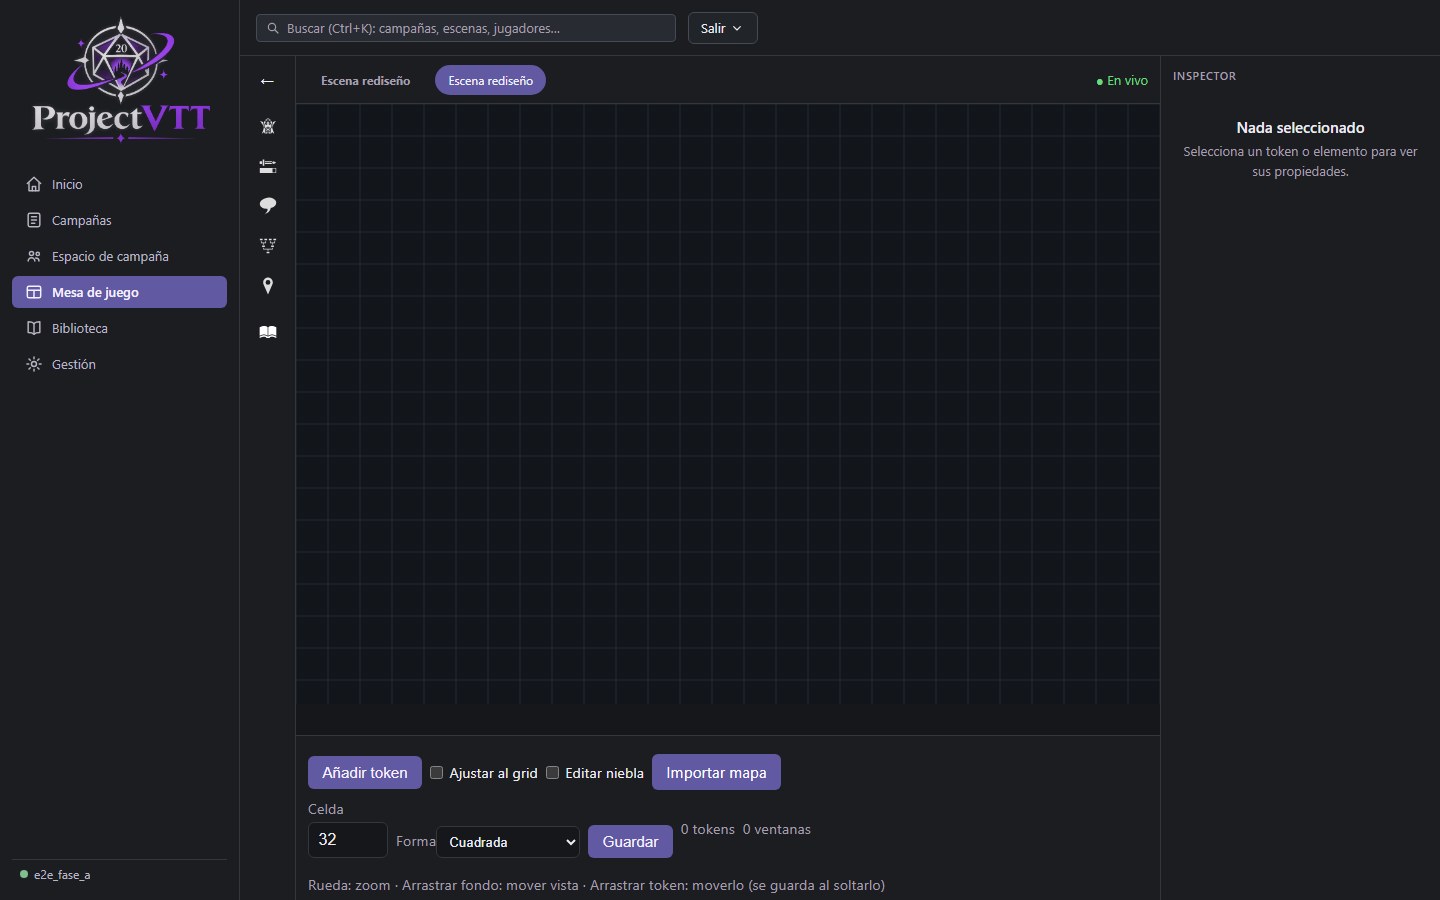 20
ProjectVTT
Inicio
Campañas
Espacio de campaña
Mesa de juego
Biblioteca
Gestión
e2e_fase_a
Buscar (Ctrl+K): campañas, escenas, jugadores...
Salir
←
Escena rediseño
Escena rediseño
En vivo
INSPECTOR
Nada seleccionado
Selecciona un token o elemento para ver
sus propiedades.
Añadir token
Ajustar al grid
Editar niebla
Importar mapa
Celda
32
Forma
Cuadrada
Guardar
0 tokens 0 ventanas
Rueda: zoom · Arrastrar fondo: mover vista · Arrastrar token: moverlo (se guarda al soltarlo)